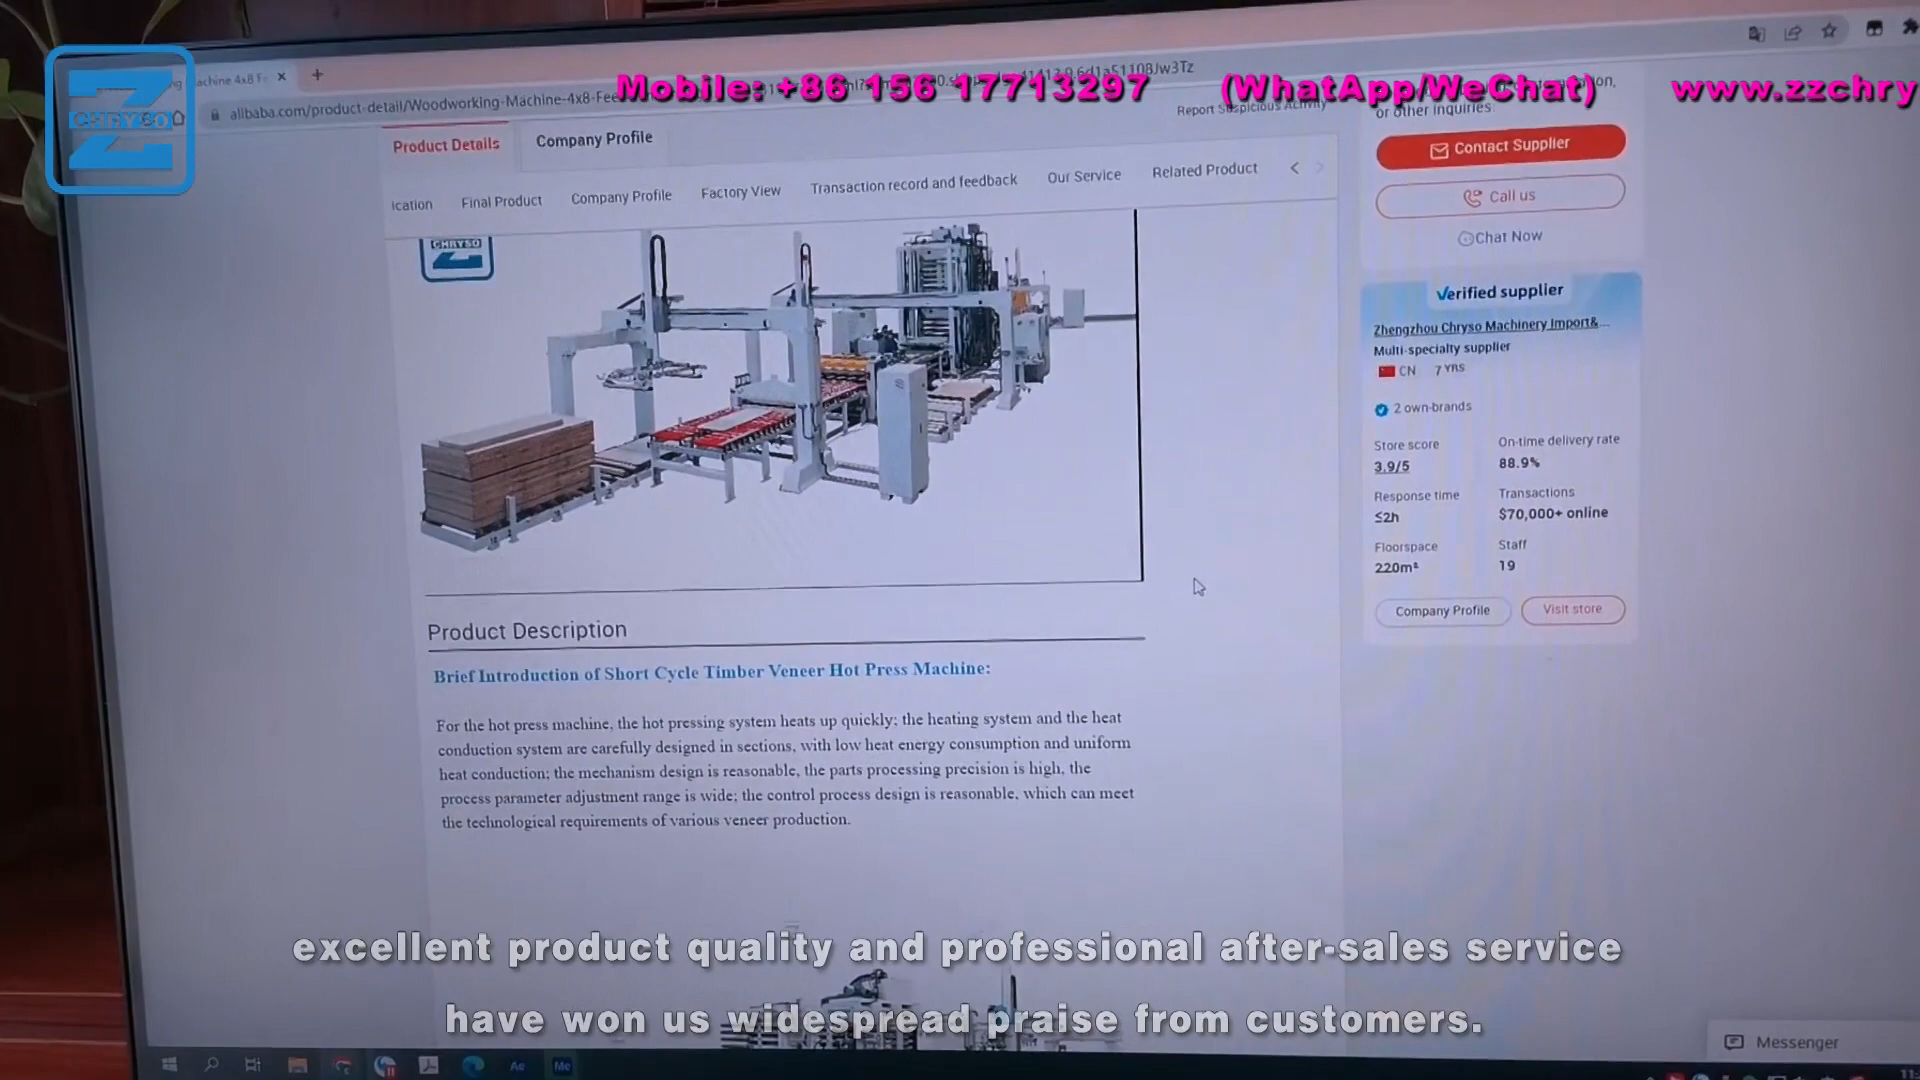 achine 4x8 Fe
alibaba.com/product-detail/Woodworking-Machine-4x8-Fee
Mobile: +86 156 17713297 (WhatApp/WeChat) www.zzchry
CHRYSO
Report Suspicious Activity
or other inquiries.
Product Details
Company Profile
Contact Supplier
ication
Final Product
Company Profile
Factory View
Transaction record and feedback
Our Service
Related Product
Call us
Chat Now
CHRYSO
Verified supplier
Zhengzhou Chryso Machinery Import&...
Multi-specialty supplier
CN 7 YRS
2 own-brands
Store score
On-time delivery rate
3.9/5
88.9%
Response time
Transactions
≤2h
$70,000+ online
Floorspace
Staff
220m²
19
Company Profile
Visit store
Product Description
Brief Introduction of Short Cycle Timber Veneer Hot Press Machine:
For the hot press machine, the hot pressing system heats up quickly; the heating system and the heat
conduction system are carefully designed in sections, with low heat energy consumption and uniform
heat conduction; the mechanism design is reasonable, the parts processing precision is high, the
process parameter adjustment range is wide; the control process design is reasonable, which can meet
the technological requirements of various veneer production.
excellent product quality and professional after-sales service
have won us widespread praise from customers.
Messenger
Ae
Me